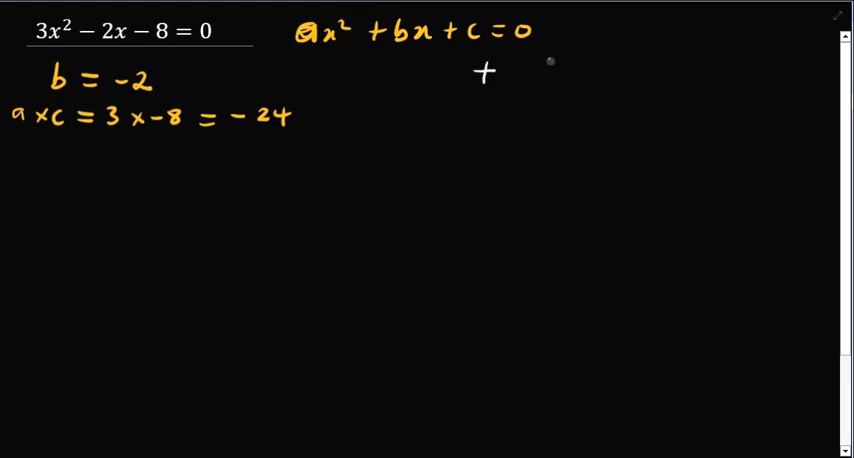 3x² − 2x − 8 = 0
ax² + bx + c = 0
b = -2
+
a×c = 3 × -8 = -24